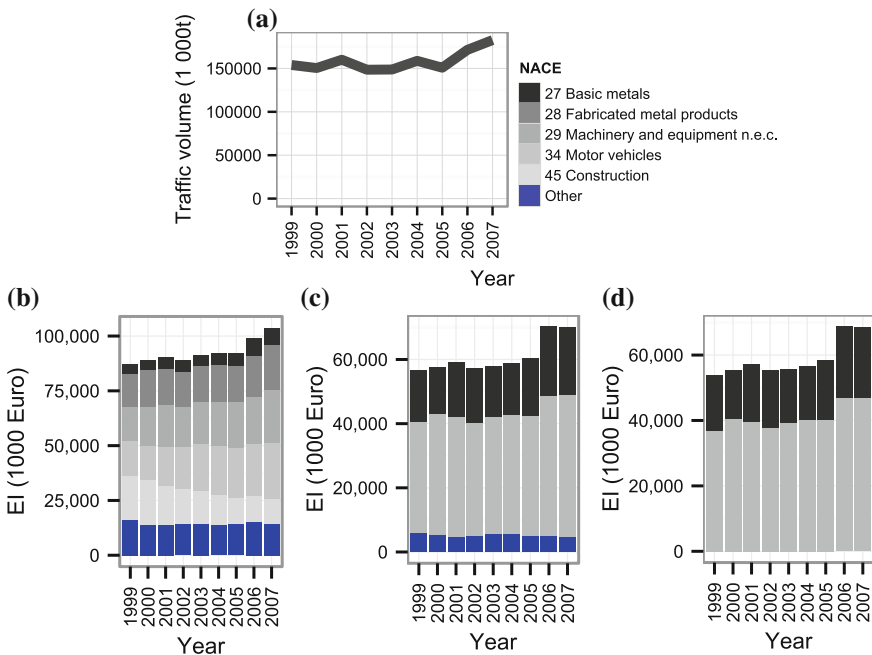 (a)
Traffic volume (1 000t)
150000
100000
50000
0
1999
2000
2001
2002
2003
2004
2005
2006
2007
Year
NACE
27 Basic metals
28 Fabricated metal products
29 Machinery and equipment n.e.c.
34 Motor vehicles
45 Construction
Other
(b)
EI (1000 Euro)
100,000
75,000
50,000
25,000
0
1999
2000
2001
2002
2003
2004
2005
2006
2007
Year
(c)
EI (1000 Euro)
60,000
40,000
20,000
0
1999
2000
2001
2002
2003
2004
2005
2006
2007
Year
(d)
EI (1000 Euro)
60,000
40,000
20,000
0
1999
2000
2001
2002
2003
2004
2005
2006
2007
Year